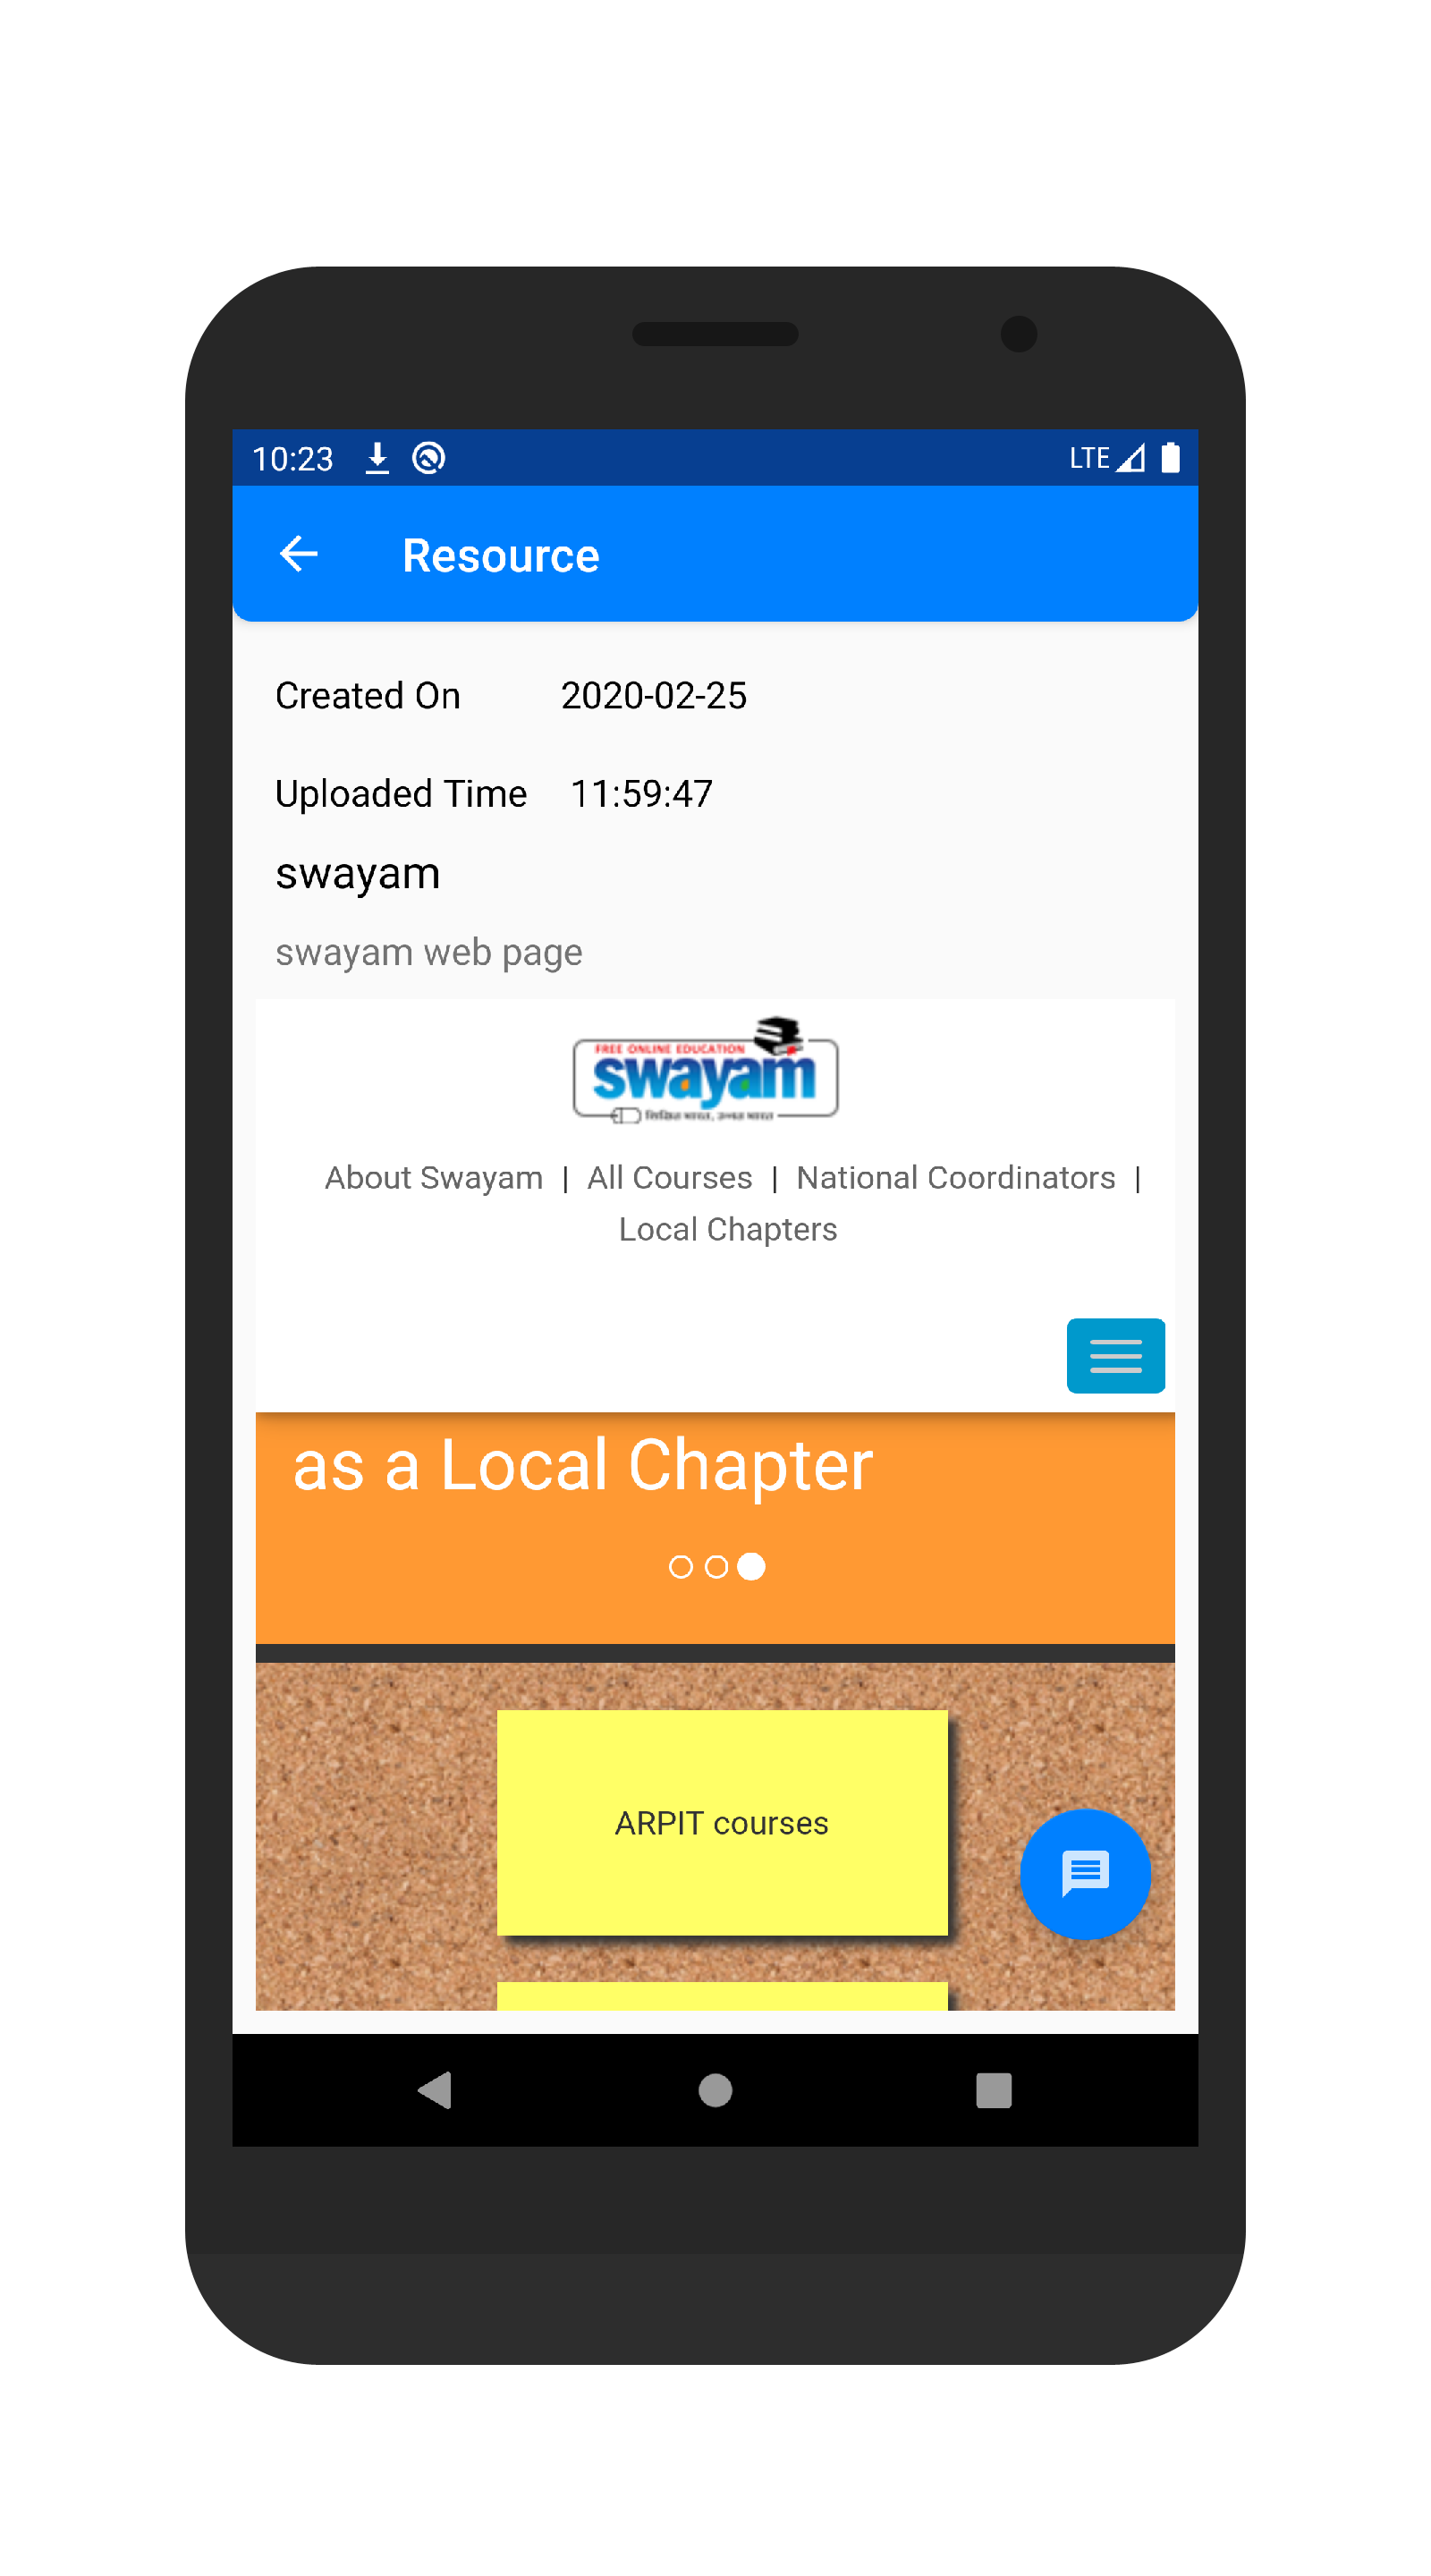 10:23
LTE
Resource
Created On 2020-02-25
Uploaded Time 11:59:47
swayam
swayam web page
FREE ONLINE EDUCATION
swayam
About Swayam | All Courses | National Coordinators |
Local Chapters
as a Local Chapter
ARPIT courses